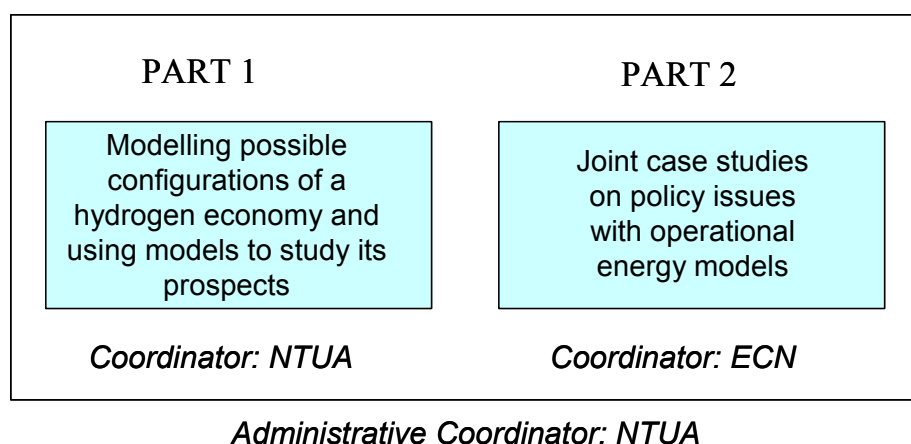 PART 1
Modelling possible
configurations of a
hydrogen economy and
using models to study its
prospects
Coordinator: NTUA
PART 2
Joint case studies
on policy issues
with operational
energy models
Coordinator: ECN
Administrative Coordinator: NTUA